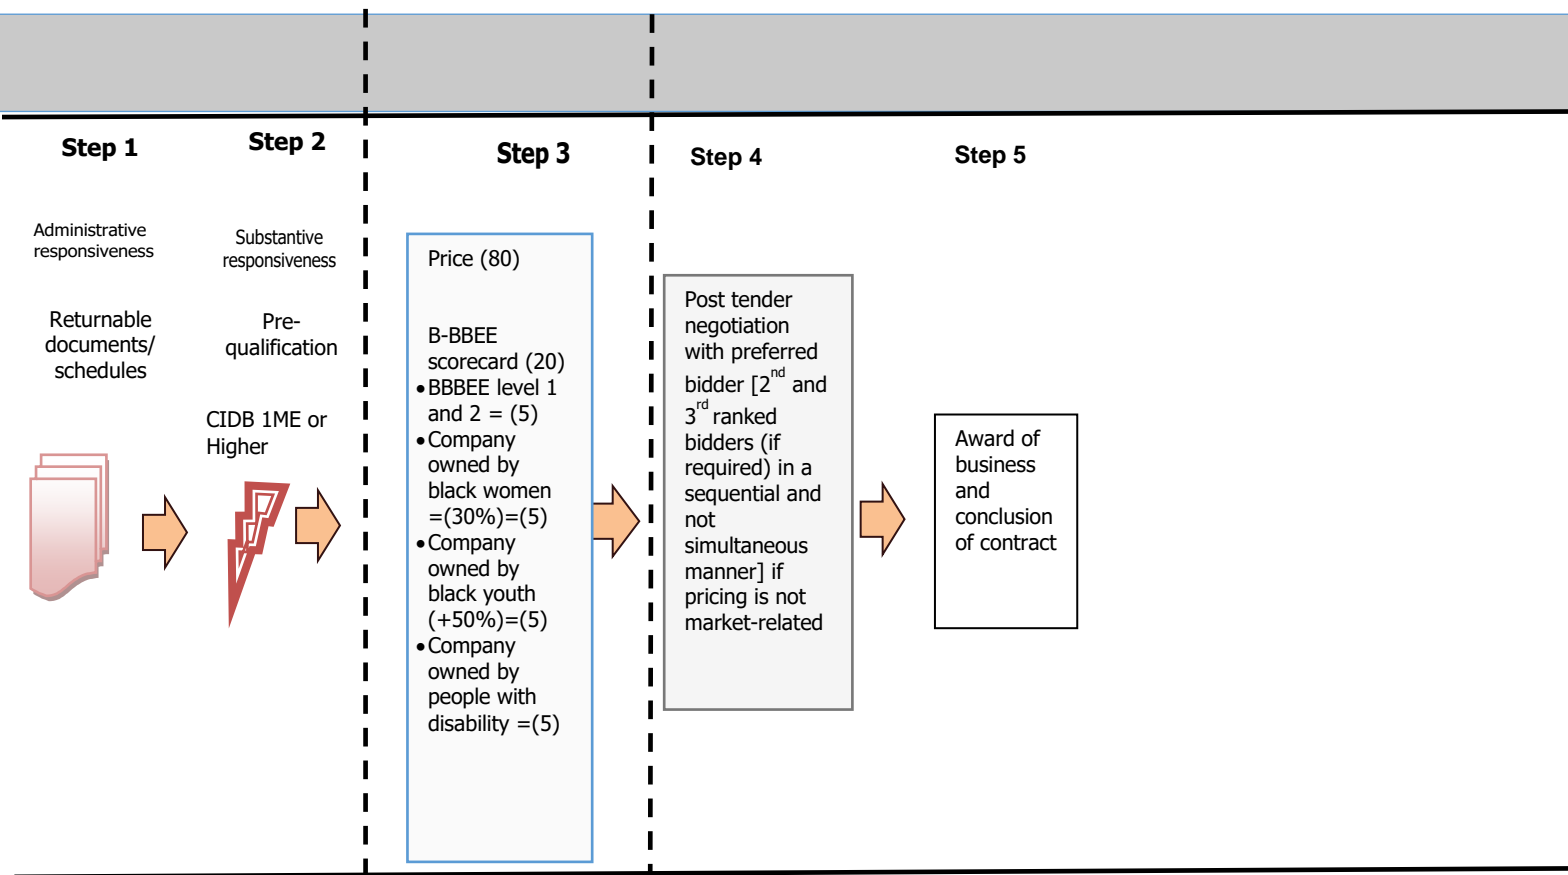 Step 1
Step 2
Step 3
Step 4
Step 5
Administrative
responsiveness
Returnable
documents/
schedules
Substantive
responsiveness
Pre-
qualification
CIDB 1ME or
Higher
Price (80)
B-BBEE
scorecard (20)
•BBBEE level 1
and 2 = (5)
•Company
owned by
black women
=(30%)=(5)
•Company
owned by
black youth
(+50%)=(5)
•Company
owned by
people with
disability =(5)
Post tender
negotiation
with preferred
bidder [2nd and
3rd ranked
bidders (if
required) in a
sequential and
not
simultaneous
manner] if
pricing is not
market-related
Award of
business
and
conclusion
of contract